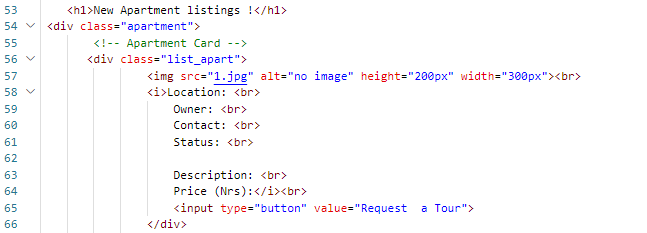 53 <h1>New Apartment listings !</h1>
54 <div class="apartment">
55 <!-- Apartment Card -->
56 <div class="list_apart">
57 <img src="1.jpg" alt="no image" height="200px" width="300px"><br>
58 <i>Location: <br>
59 Owner: <br>
60 Contact: <br>
61 Status: <br>
62
63 Description: <br>
64 Price (Nrs):</i><br>
65 <input type="button" value="Request  a Tour">
66 </div>